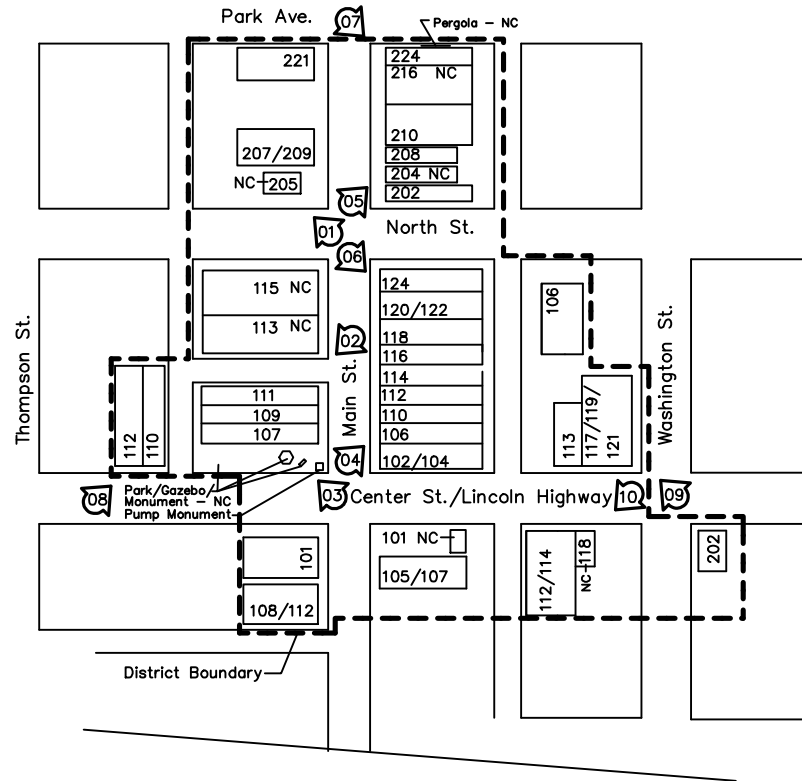 Park Ave.
07
Pergola – NC
221
224
216 NC
207/209
210
208
NC
205
204 NC
202
05
01
North St.
06
115 NC
124
106
120/122
113 NC
02
118
116
Thompson St.
Main St.
Washington St.
114
111
112
109
110
107
106
112
110
113
117/119/
121
04
102/104
08
Park/Gazebo/
Monument – NC
Pump Monument
03
Center St./Lincoln Highway
10
09
101
101 NC
105/107
112/114
NC
118
202
108/112
District Boundary